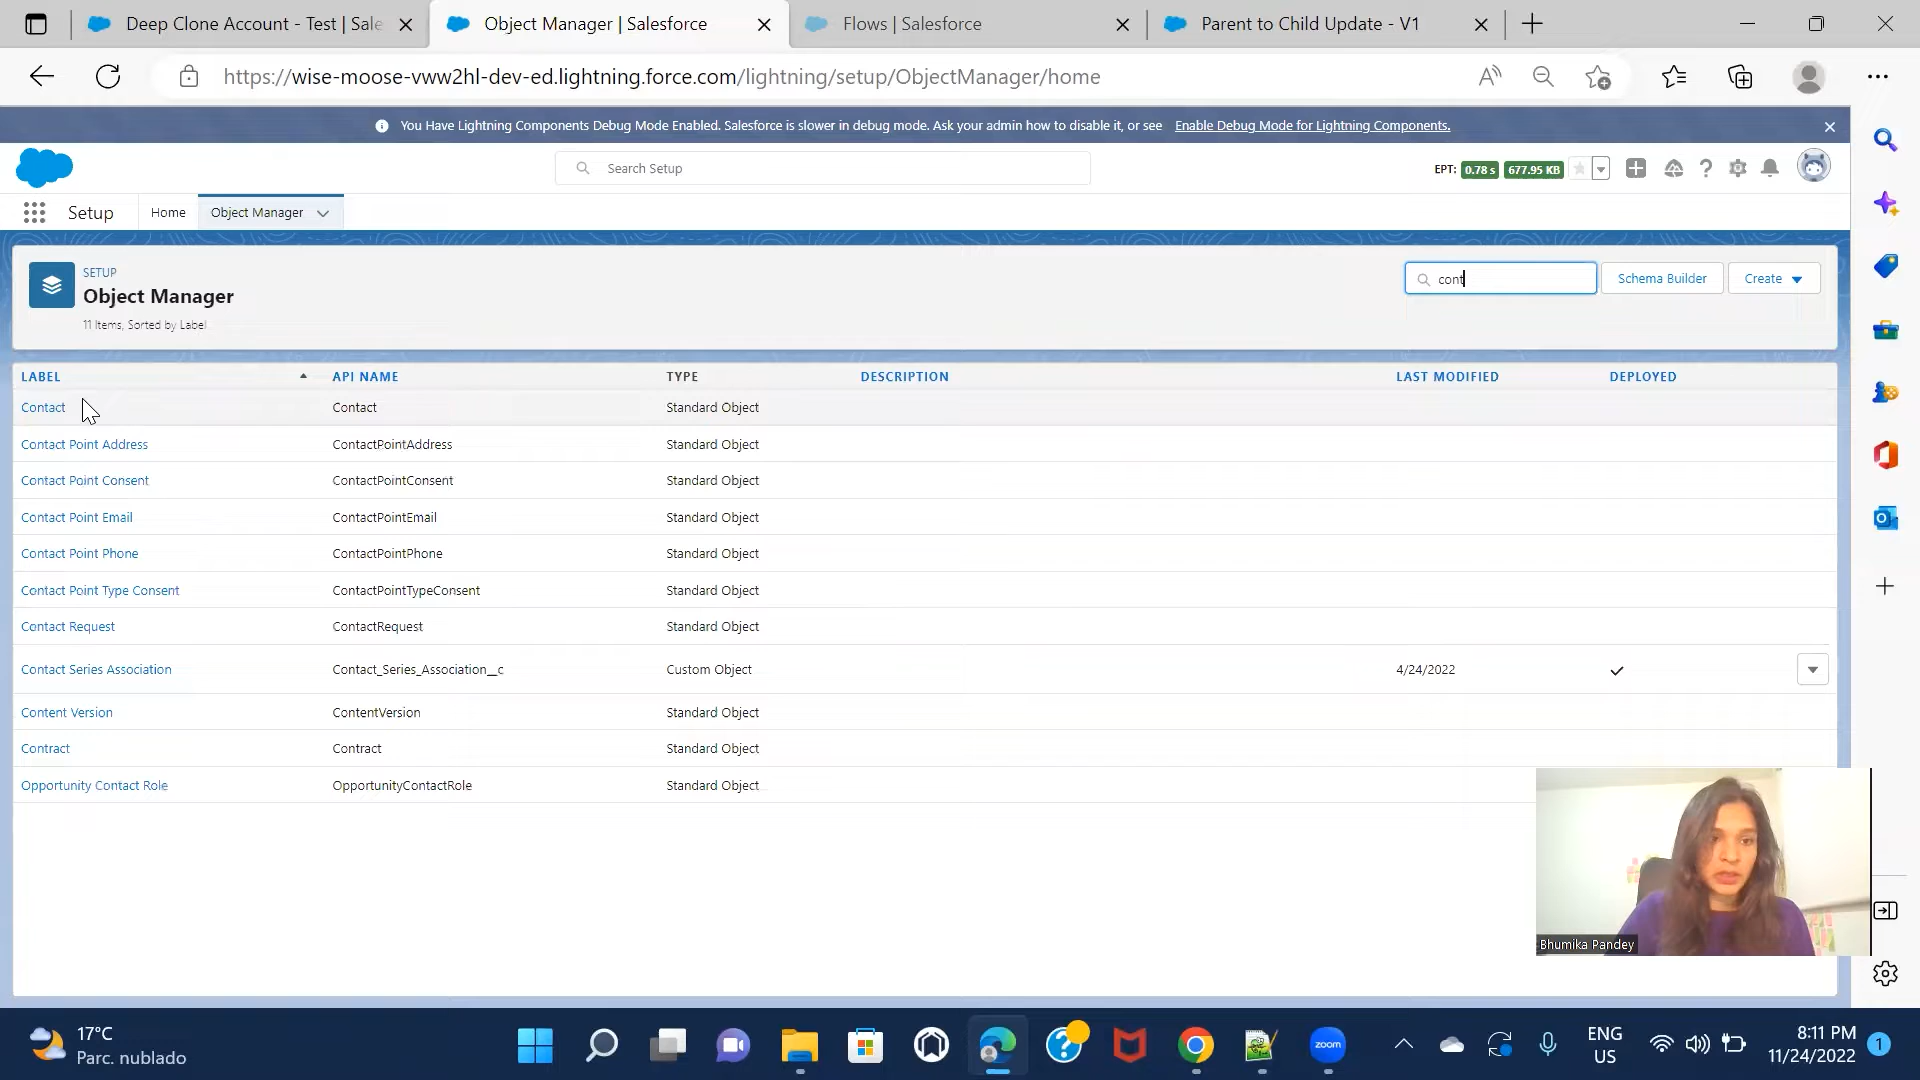 Deep Clone Account - Test | Sale
Object Manager | Salesforce
Flows | Salesforce
Parent to Child Update - V1
https://wise-moose-vww2hl-dev-ed.lightning.force.com/lightning/setup/ObjectManager/home
You Have Lightning Components Debug Mode Enabled. Salesforce is slower in debug mode. Ask your admin how to disable it, or see Enable Debug Mode for Lightning Components.
Search Setup
EPT: 0.78 s 677.95 KB
Setup Home Object Manager
SETUP
Object Manager
11 Items, Sorted by Label
cont
Schema Builder
Create
LABEL API NAME TYPE DESCRIPTION LAST MODIFIED DEPLOYED
Contact Contact Standard Object
Contact Point Address ContactPointAddress Standard Object
Contact Point Consent ContactPointConsent Standard Object
Contact Point Email ContactPointEmail Standard Object
Contact Point Phone ContactPointPhone Standard Object
Contact Point Type Consent ContactPointTypeConsent Standard Object
Contact Request ContactRequest Standard Object
Contact Series Association Contact_Series_Association__c Custom Object 4/24/2022
Content Version ContentVersion Standard Object
Contract Contract Standard Object
Opportunity Contact Role OpportunityContactRole Standard Object
Bhumika Pandey
17°C
Parc. nublado
zoom
ENG
US
8:11 PM
11/24/2022
1